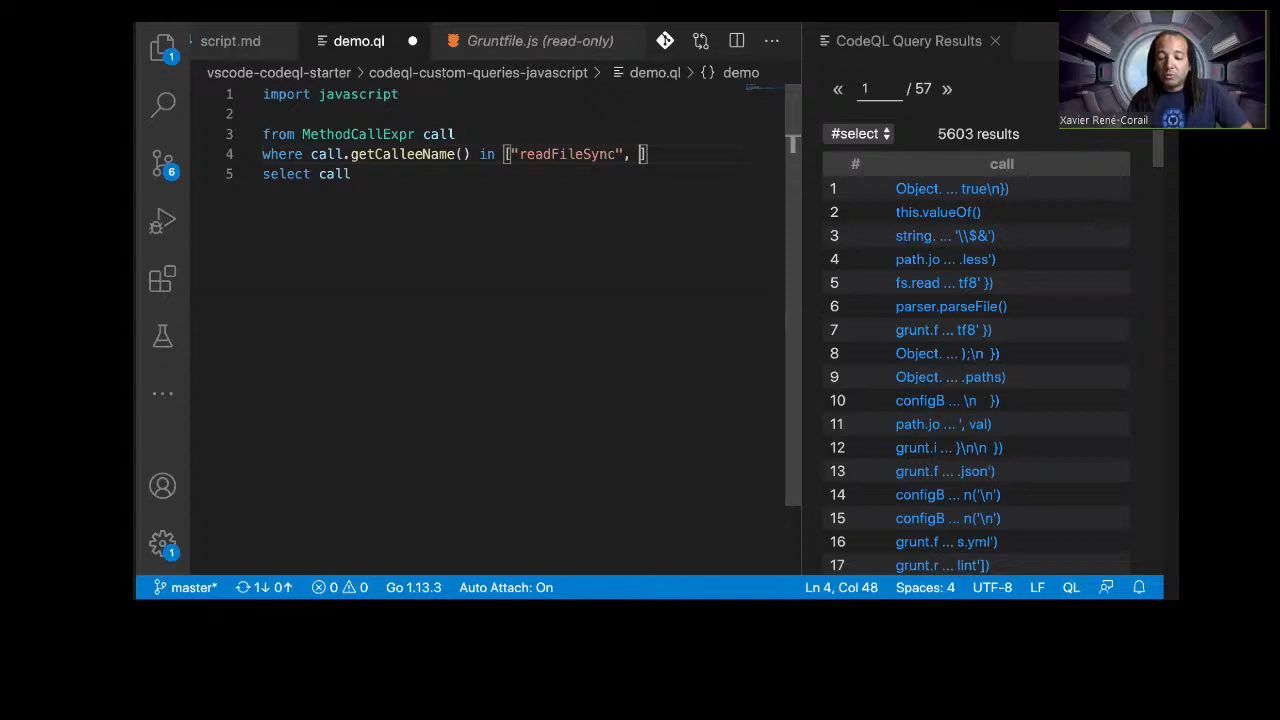 script.md
demo.ql
Gruntfile.js (read-only)
CodeQL Query Results
Xavier René-Corail
vscode-codeql-starter > codeql-custom-queries-javascript > demo.ql > {} demo
1 import javascript
2
3 from MethodCallExpr call
4 where call.getCalleeName() in ["readFileSync", ]
5 select call
1
6
1
« 1 / 57 »
#select 5603 results
# call
1 Object. ... true\n})
2 this.valueOf()
3 string. ... '\\$&')
4 path.jo ... .less')
5 fs.read ... tf8' })
6 parser.parseFile()
7 grunt.f ... tf8' })
8 Object. ... );\n })
9 Object. ... .paths)
10 configB ... \n })
11 path.jo ... ', val)
12 grunt.i ... }\n\n })
13 grunt.f ... .json')
14 configB ... n('\n')
15 configB ... n('\n')
16 grunt.f ... s.yml')
17 grunt.r ... lint'])
master* 1↓ 0↑ 0 0 Go 1.13.3 Auto Attach: On Ln 4, Col 48 Spaces: 4 UTF-8 LF QL